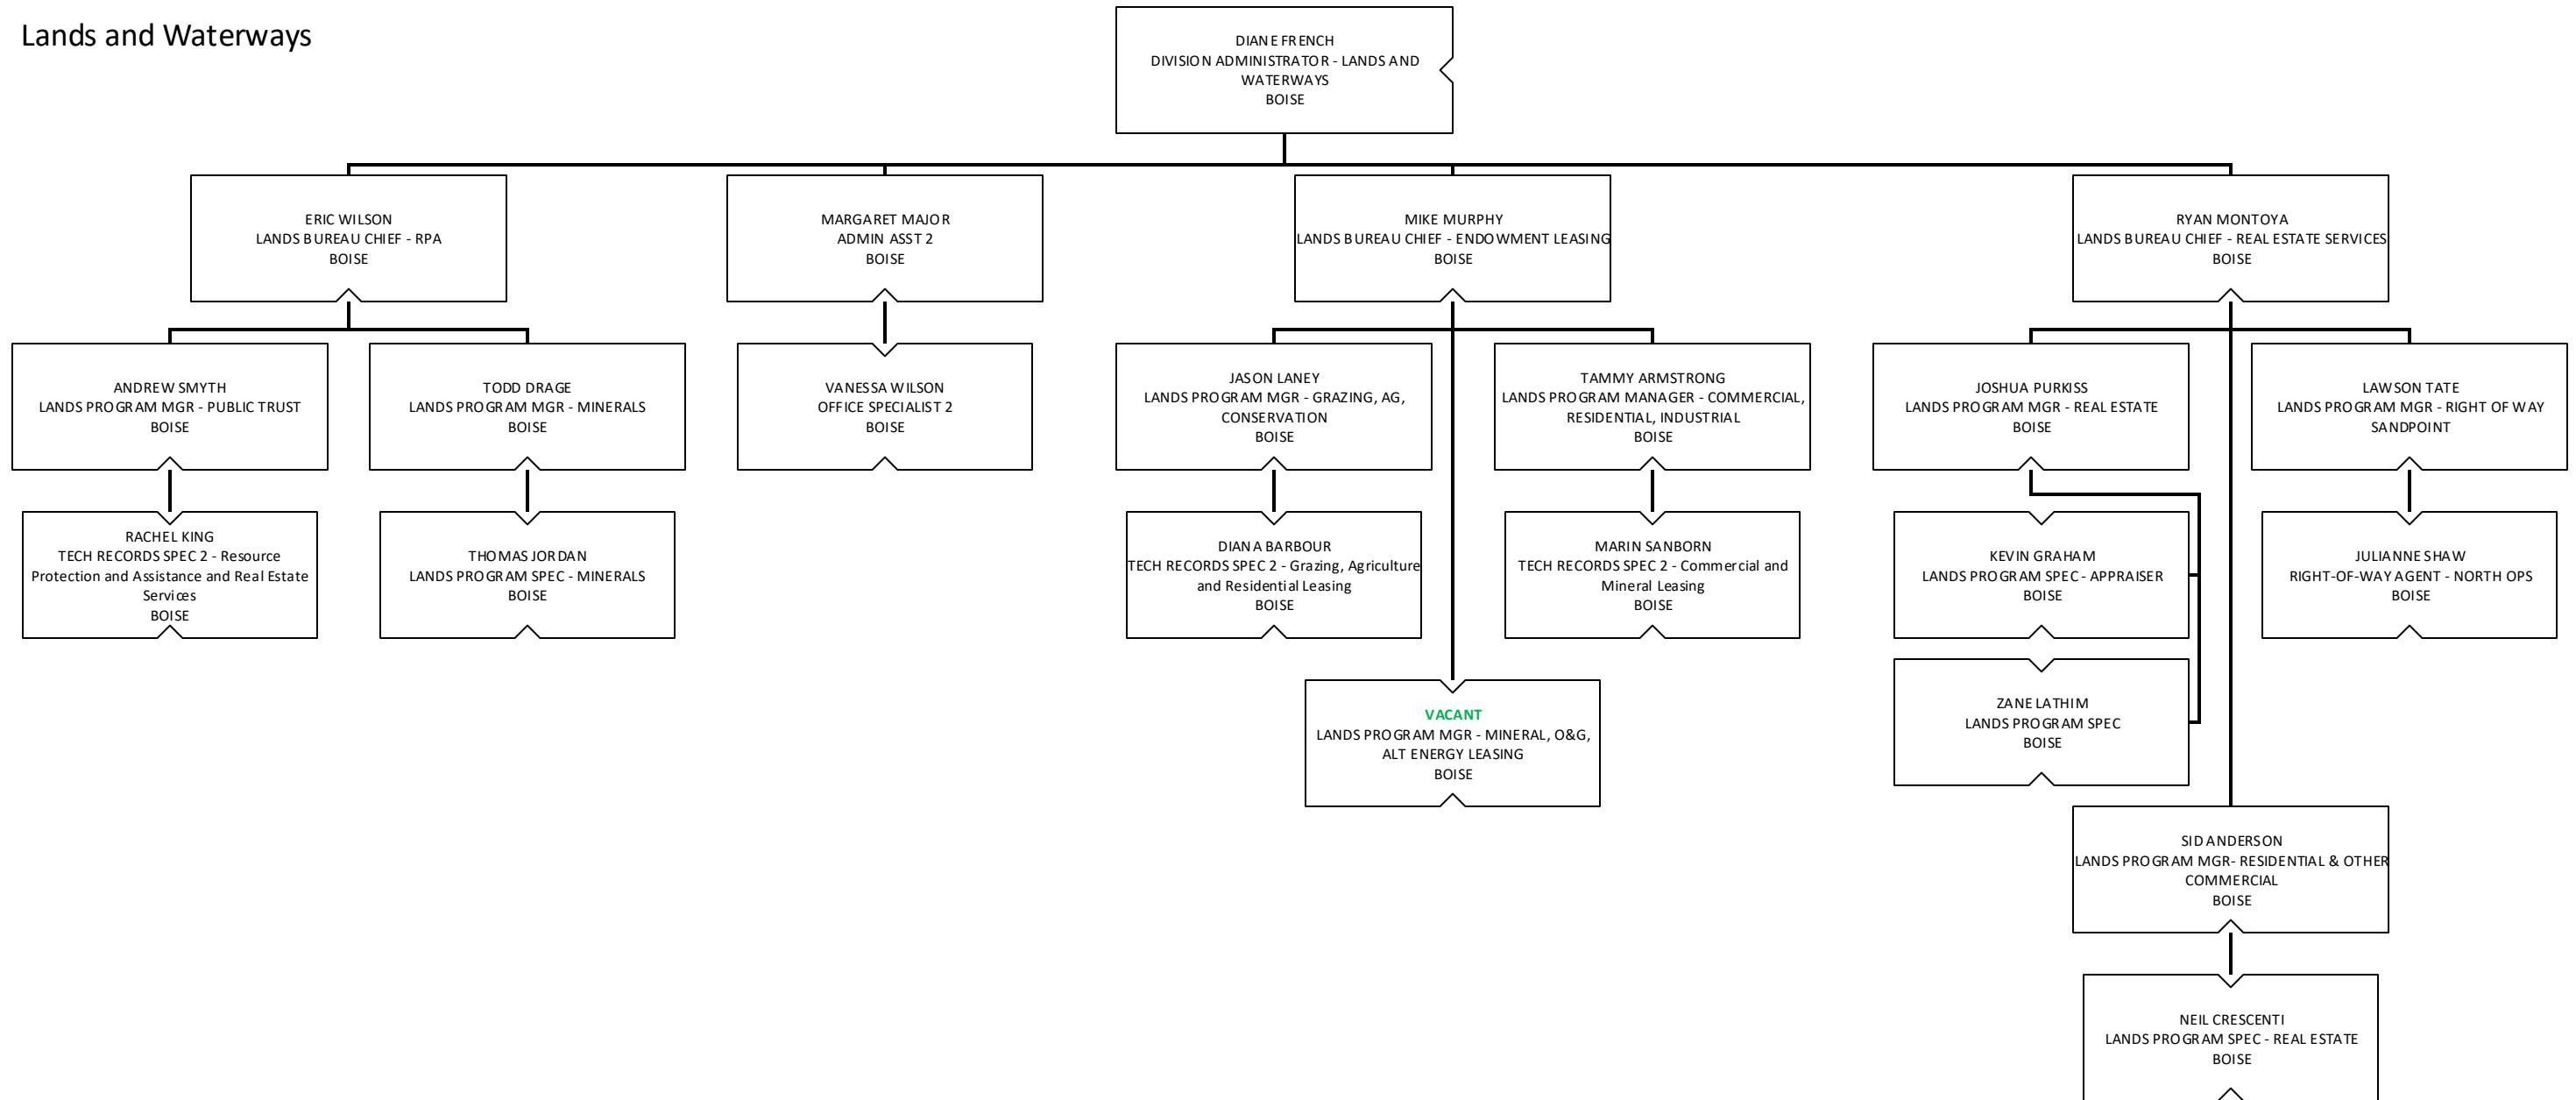 Lands and Waterways
DIANE FRENCH
DIVISION ADMINISTRATOR - LANDS AND
WATERWAYS
BOISE
ERIC WILSON
LANDS BUREAU CHIEF - RPA
BOISE
MARGARET MAJOR
ADMIN ASST 2
BOISE
MIKE MURPHY
LANDS BUREAU CHIEF - ENDOWMENT LEASING
BOISE
RYAN MONTOYA
LANDS BUREAU CHIEF - REAL ESTATE SERVICES
BOISE
ANDREW SMYTH
LANDS PROGRAM MGR - PUBLIC TRUST
BOISE
TODD DRAGE
LANDS PROGRAM MGR - MINERALS
BOISE
VANESSA WILSON
OFFICE SPECIALIST 2
BOISE
JASON LANEY
LANDS PROGRAM MGR - GRAZING, AG,
CONSERVATION
BOISE
TAMMY ARMSTRONG
LANDS PROGRAM MANAGER - COMMERCIAL,
RESIDENTIAL, INDUSTRIAL
BOISE
JOSHUA PURKISS
LANDS PROGRAM MGR - REAL ESTATE
BOISE
LAWSON TATE
LANDS PROGRAM MGR - RIGHT OF WAY
SANDPOINT
RACHEL KING
TECH RECORDS SPEC 2 - Resource
Protection and Assistance and Real Estate
Services
BOISE
THOMAS JORDAN
LANDS PROGRAM SPEC - MINERALS
BOISE
DIANA BARBOUR
TECH RECORDS SPEC 2 - Grazing, Agriculture
and Residential Leasing
BOISE
MARIN SANBORN
TECH RECORDS SPEC 2 - Commercial and
Mineral Leasing
BOISE
KEVIN GRAHAM
LANDS PROGRAM SPEC - APPRAISER
BOISE
JULIANNE SHAW
RIGHT-OF-WAY AGENT - NORTH OPS
BOISE
VACANT
LANDS PROGRAM MGR - MINERAL, O&G,
ALT ENERGY LEASING
BOISE
ZANE LATHIM
LANDS PROGRAM SPEC
BOISE
SID ANDERSON
LANDS PROGRAM MGR- RESIDENTIAL & OTHER
COMMERCIAL
BOISE
NEIL CRESCENTI
LANDS PROGRAM SPEC - REAL ESTATE
BOISE